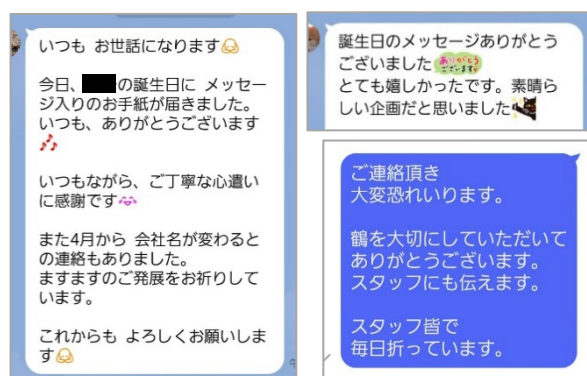 いつも お世話になります
今日、
の誕生日に メッセー
ジ入りのお手紙が届きました。
いつも、ありがとうございます
いつもながら、ご丁寧な心遣い
に感謝です
また4月から 会社名が変わると
の連絡もありました。
ますますのご発展をお祈りして
います。
これからも よろしくお願いしま
す
誕生日のメッセージありがとう
ございました ありがとうございます
とても嬉しかったです。素晴ら
しい企画だと思いました
ご連絡頂き
大変恐れいります。
鶴を大切にしていただいて
ありがとうございます。
スタッフにも伝えます。
スタッフ皆で
毎日折っています。